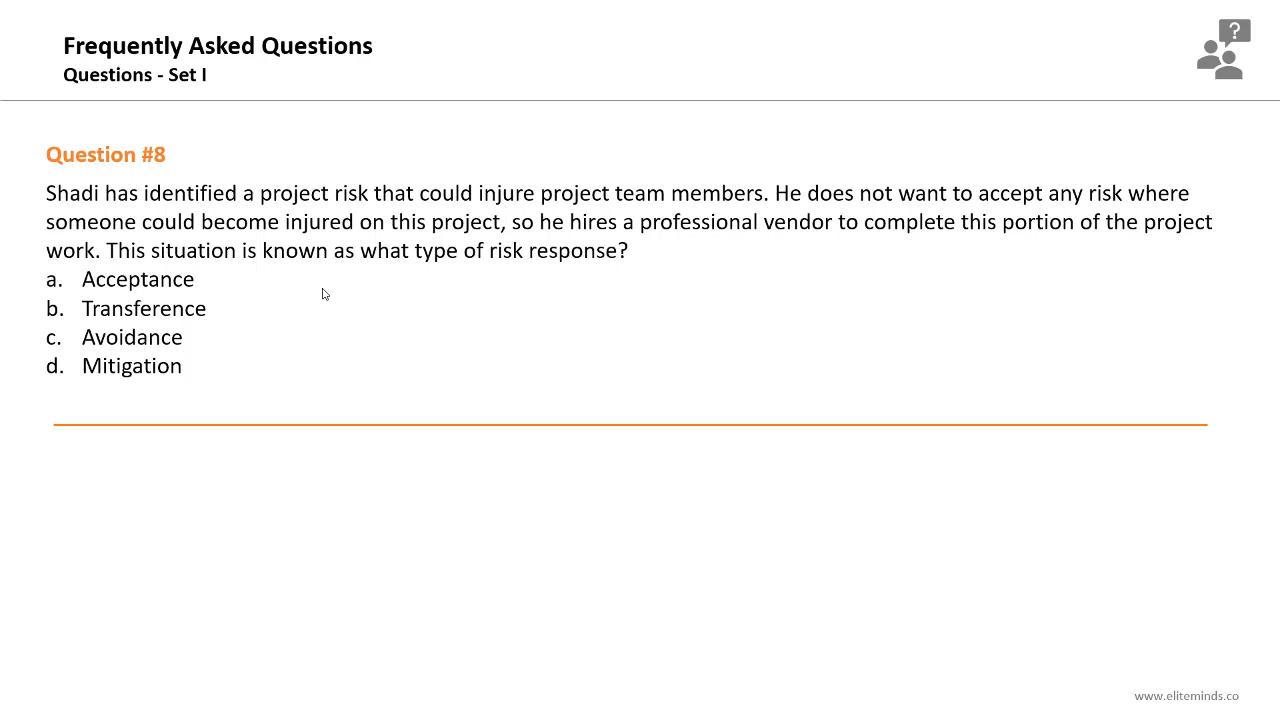 Frequently Asked Questions
Questions - Set I
?
Question #8
Shadi has identified a project risk that could injure project team members. He does not want to accept any risk where
someone could become injured on this project, so he hires a professional vendor to complete this portion of the project
work. This situation is known as what type of risk response?
a. Acceptance
b. Transference
c. Avoidance
d. Mitigation
www.eliteminds.co